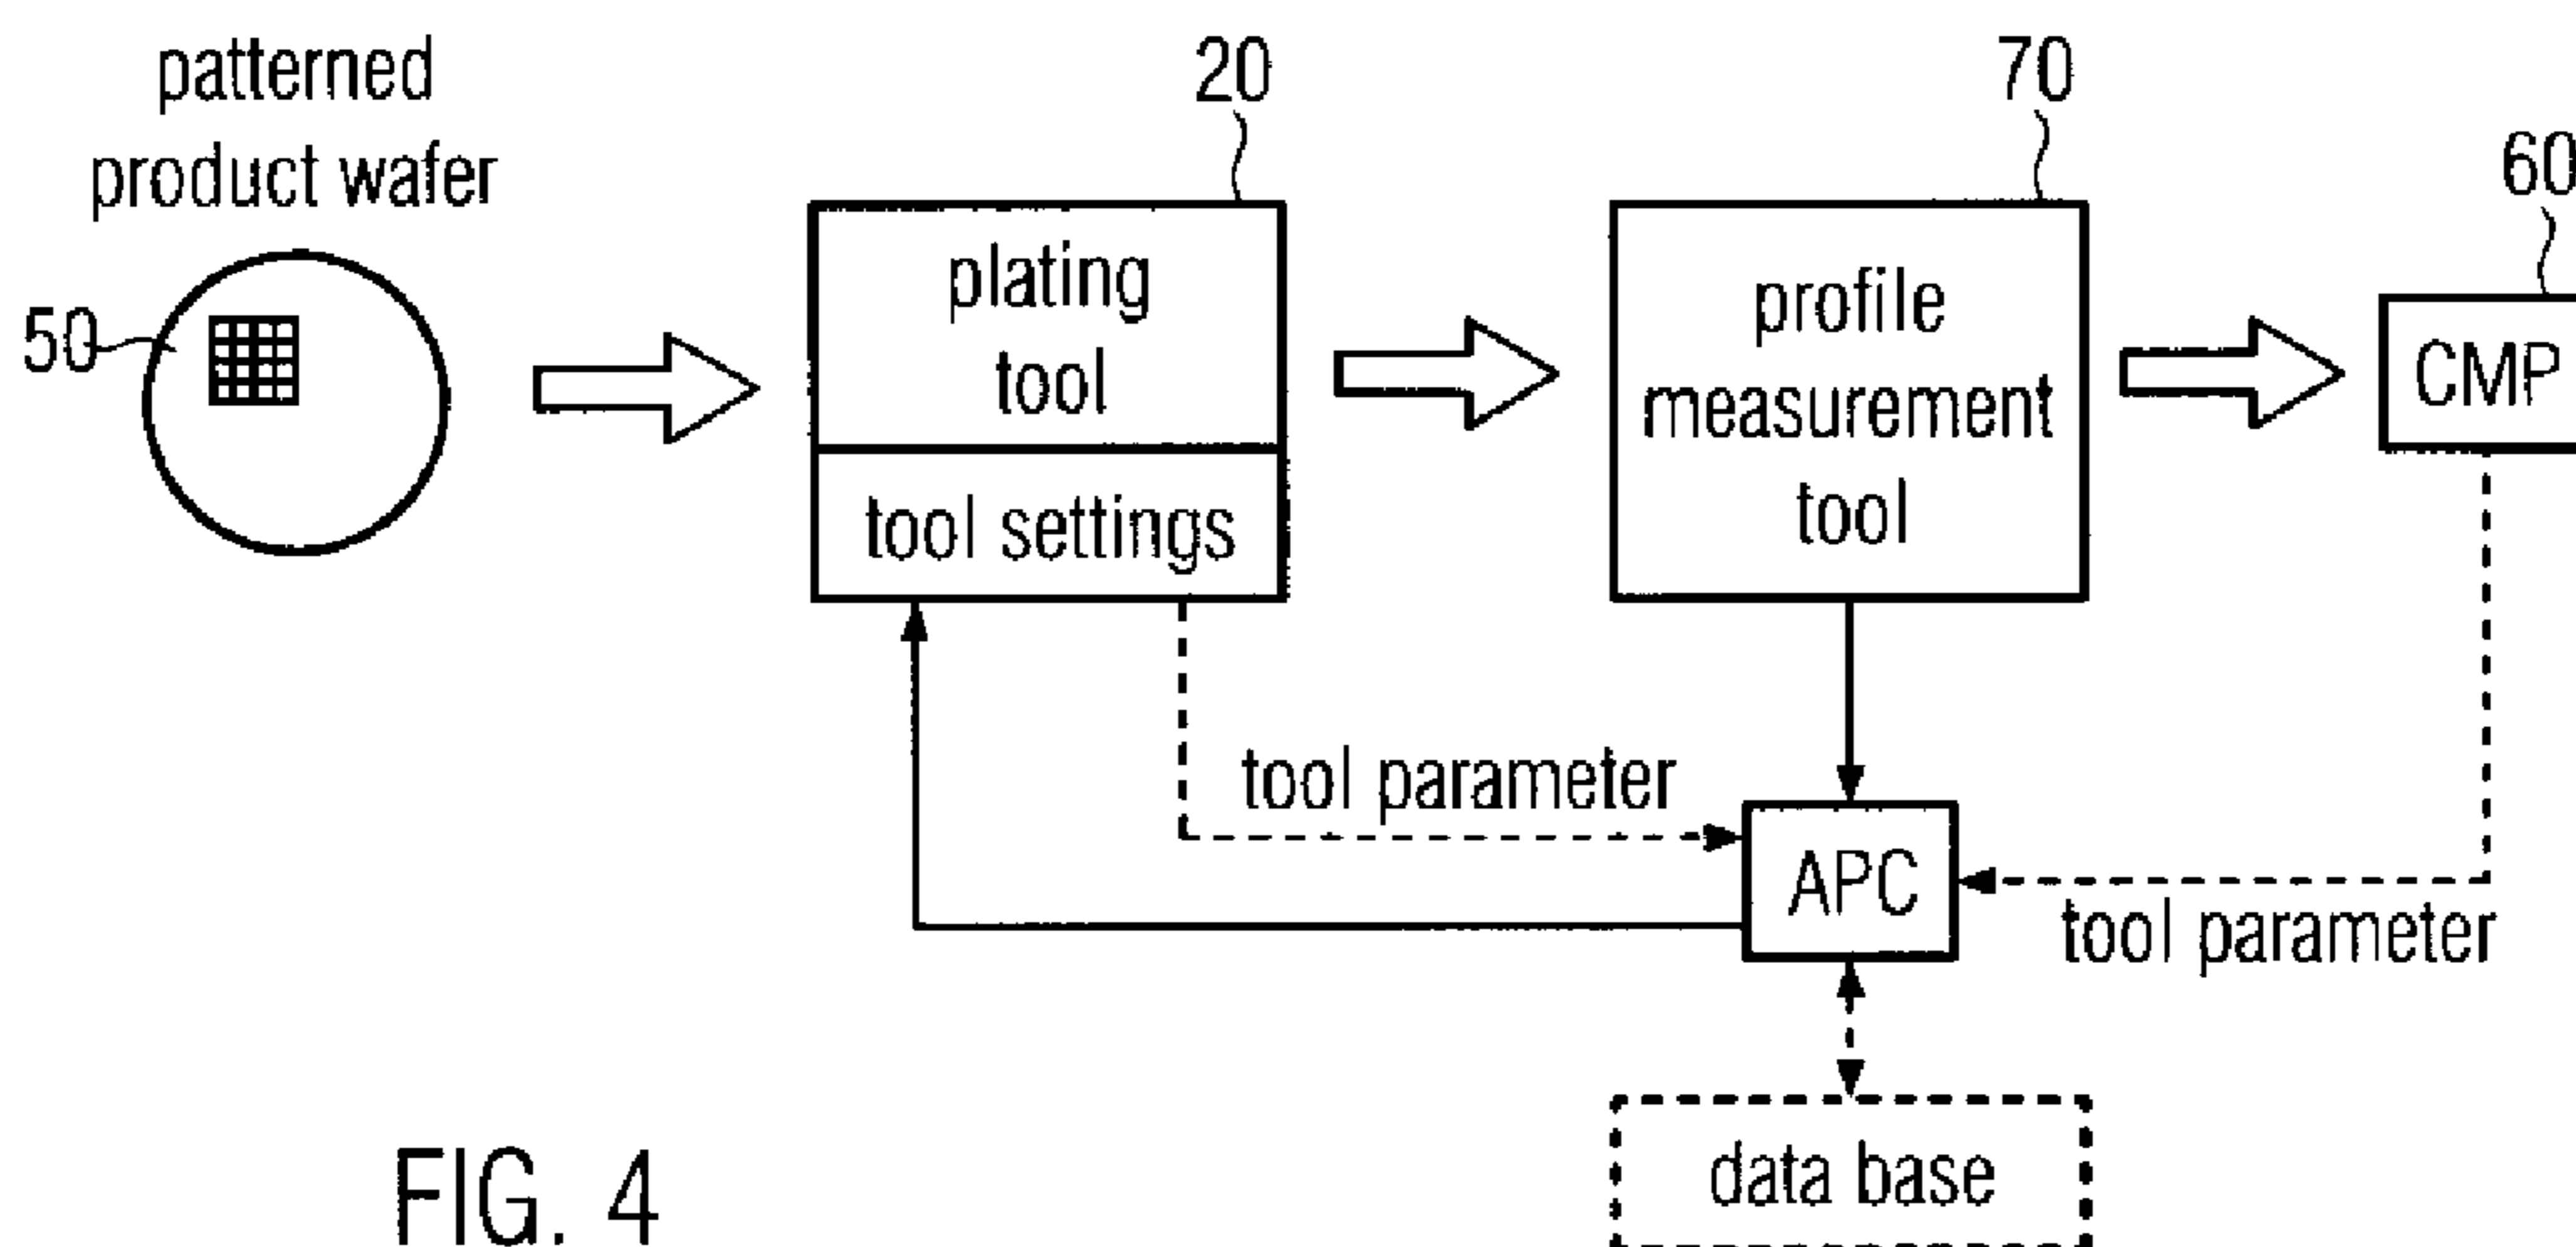 patterned
product wafer
50
20
plating
tool
tool settings
70
profile
measurement
tool
60
CMP
tool parameter
APC
tool parameter
data base
FIG. 4